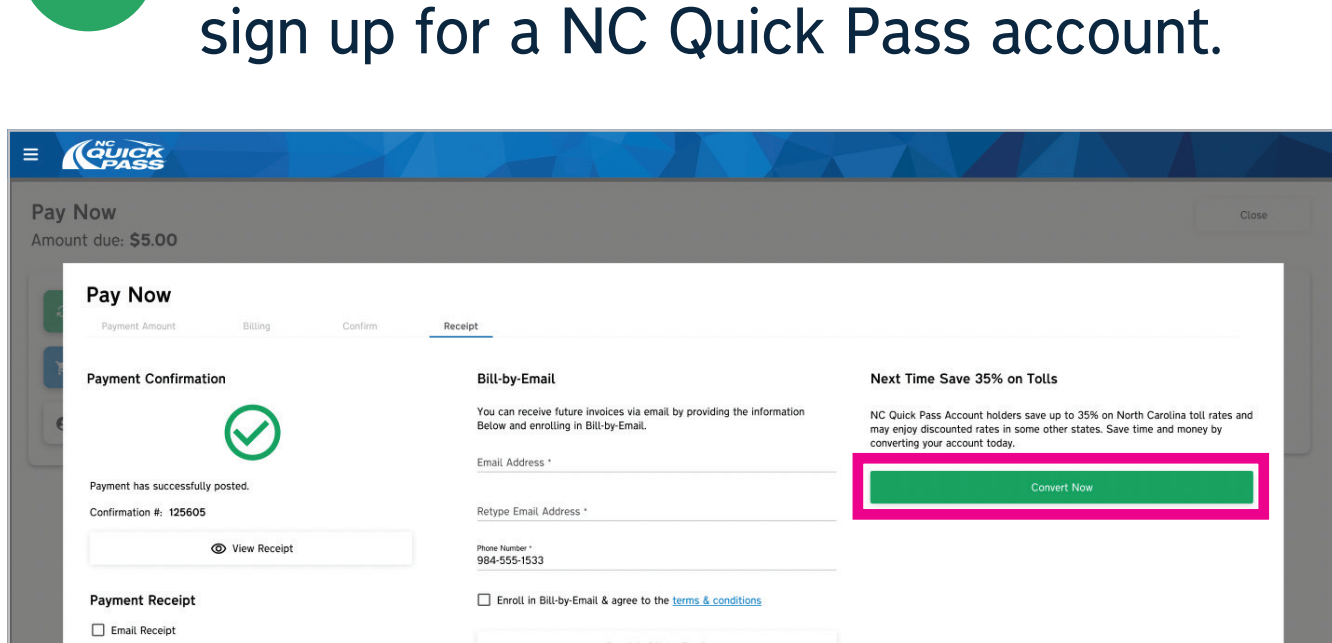 sign up for a NC Quick Pass account.
NC
QUICK
PASS
Pay Now
Close
Amount due: $5.00
Pay Now
Payment Amount
Billing
Confirm
Receipt
Payment Confirmation
Payment has successfully posted.
Confirmation #: 125605
View Receipt
Payment Receipt
Email Receipt
Bill-by-Email
You can receive future invoices via email by providing the information
Below and enrolling in Bill-by-Email.
Email Address *
Retype Email Address *
Phone Number *
984-555-1533
Enroll in Bill-by-Email & agree to the terms & conditions
Next Time Save 35% on Tolls
NC Quick Pass Account holders save up to 35% on North Carolina toll rates and
may enjoy discounted rates in some other states. Save time and money by
converting your account today.
Convert Now